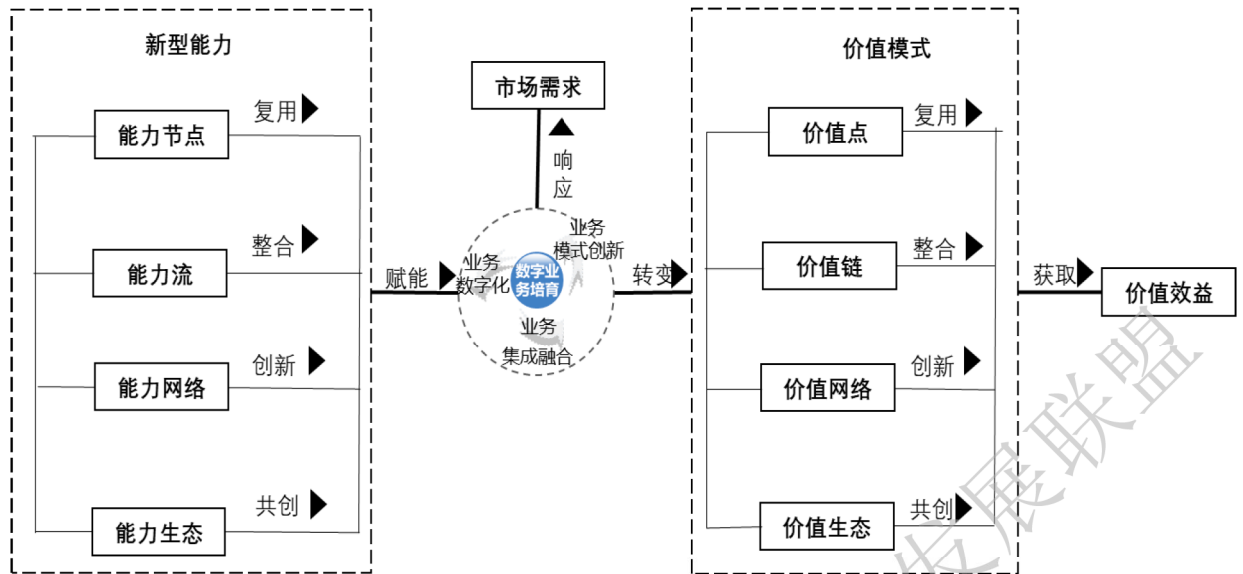 新型能力
能力节点
复用
能力流
整合
能力网络
创新
能力生态
共创
赋能
市场需求
响
应
业务
模式创新
业务
数字化
数字业
务培育
业务
集成融合
转变
价值模式
价值点
复用
价值链
整合
价值网络
创新
价值生态
共创
获取
价值效益
发展联盟